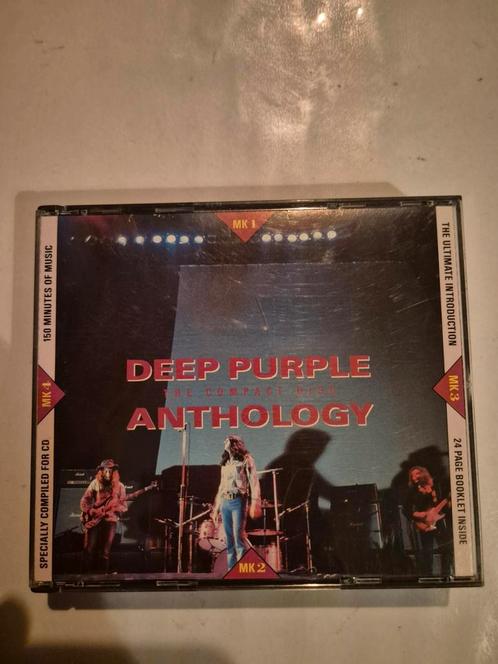 MK 1
150 MINUTES OF MUSIC
MK 4
SPECIALLY COMPILED FOR CD
DEEP PURPLE
THE COMPACT DISC
ANTHOLOGY
THE ULTIMATE INTRODUCTION
MK 3
24 PAGE BOOKLET INSIDE
MK 2